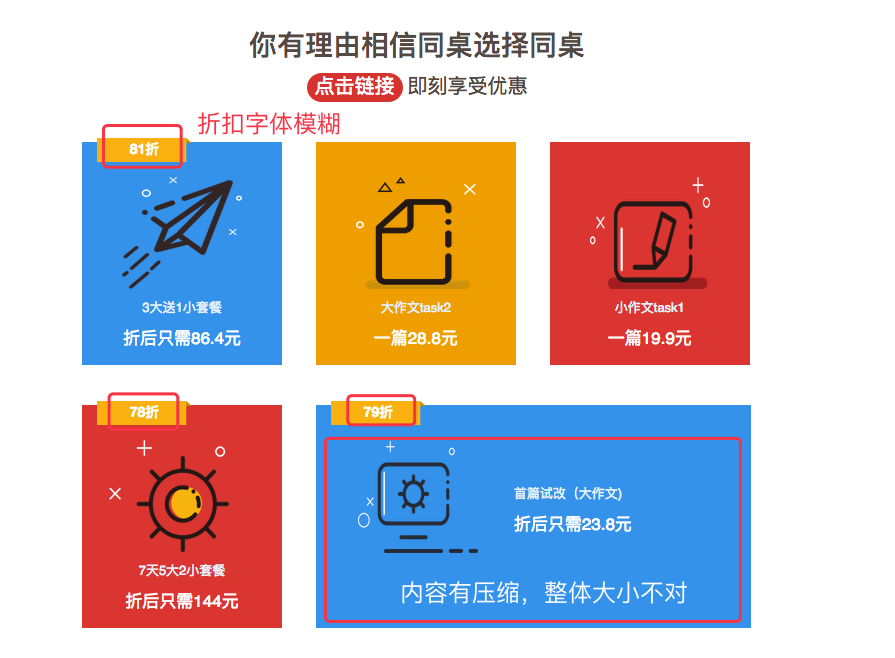 你有理由相信同桌选择同桌
点击链接 即刻享受优惠
折扣字体模糊
81折
3大送1小套餐
折后只需86.4元
大作文task2
一篇28.8元
小作文task1
一篇19.9元
78折
7天5大2小套餐
折后只需144元
79折
首篇试改（大作文)
折后只需23.8元
内容有压缩，整体大小不对